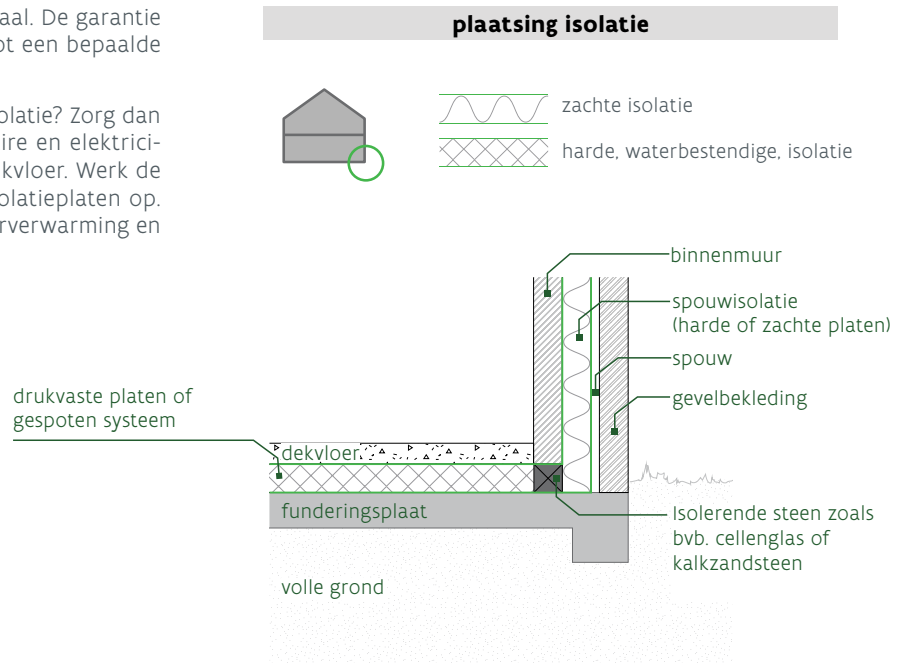 aal. De garantie
ot een bepaalde
olatie? Zorg dan
ire en elektrici-
kvloer. Werk de
olatieplaten op.
rverwarming en
plaatsing isolatie
zachte isolatie
harde, waterbestendige, isolatie
binnenmuur
spouwisolatie
(harde of zachte platen)
spouw
gevelbekleding
drukvaste platen of
gespoten systeem
dekvloer
funderingsplaat
Isolerende steen zoals
bvb. cellenglas of
kalkzandsteen
volle grond